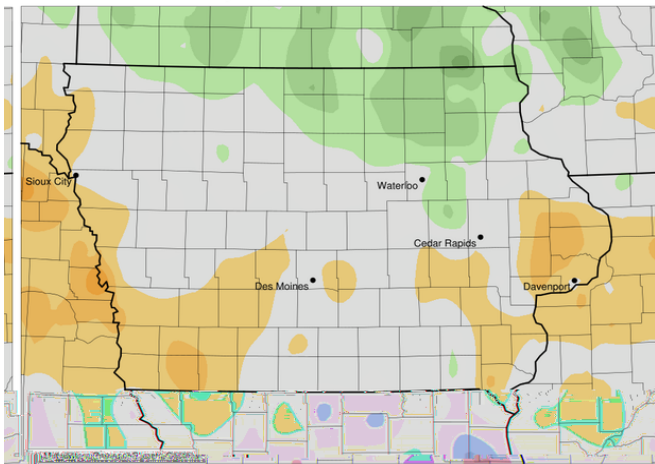 Sioux City
Waterloo
Cedar Rapids
Des Moines
Davenport